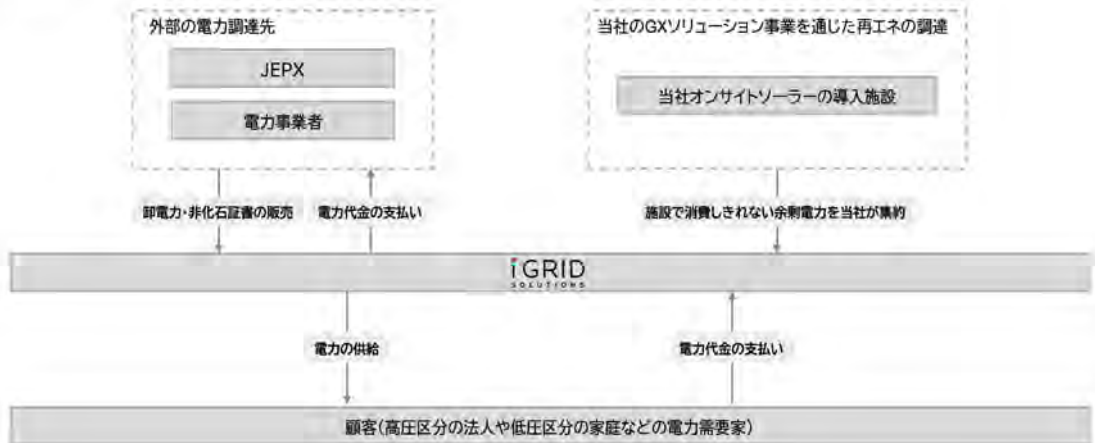 外部の電力調達先
JEPX
電力事業者
当社のGXソリューション事業を通じた再エネの調達
当社オンサイトソーラーの導入施設
卸電力・非化石証書の販売
電力代金の支払い
施設で消費しきれない余剰電力を当社が集約
iGRID
SOLUTIONS
電力の供給
電力代金の支払い
顧客(高圧区分の法人や低圧区分の家庭などの電力需要家)